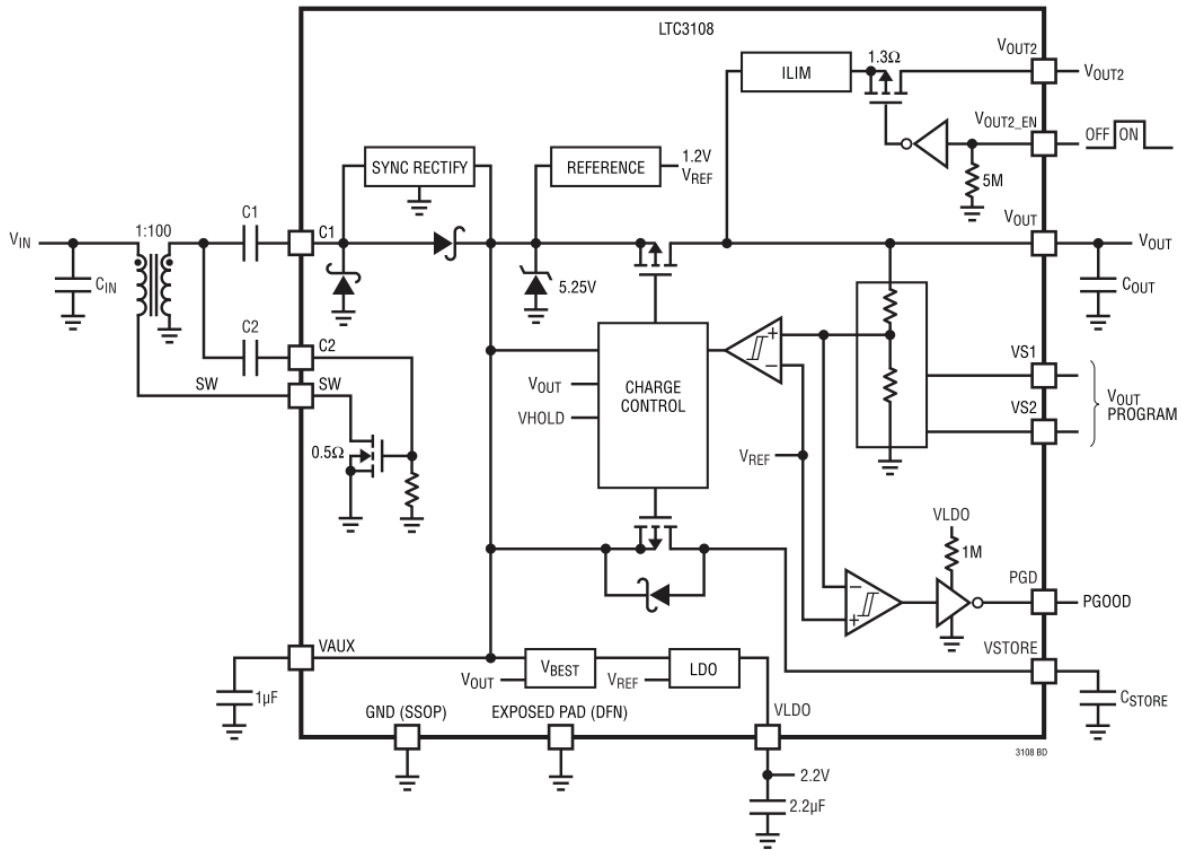 LTC3108
VOUT2
1.3Ω
ILIM
VOUT2
VOUT2_EN
OFF ON
SYNC RECTIFY
REFERENCE
1.2V
VREF
5M
C1
1:100
VIN
C1
VOUT
VOUT
CIN
5.25V
COUT
C2
C2
SW
SW
VOUT
VHOLD
CHARGE
CONTROL
+
−
VS1
VS2
VOUT
PROGRAM
0.5Ω
VREF
VLDO
1M
PGD
PGOOD
−
+
VSTORE
VAUX
1µF
VOUT
VBEST
VREF
LDO
CSTORE
GND (SSOP)
EXPOSED PAD (DFN)
VLDO
3108 BD
2.2V
2.2µF